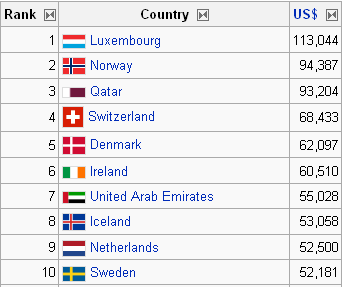 Rank Country US$
1 Luxembourg 113,044
2 Norway 94,387
3 Qatar 93,204
4 Switzerland 68,433
5 Denmark 62,097
6 Ireland 60,510
7 United Arab Emirates 55,028
8 Iceland 53,058
9 Netherlands 52,500
10 Sweden 52,181